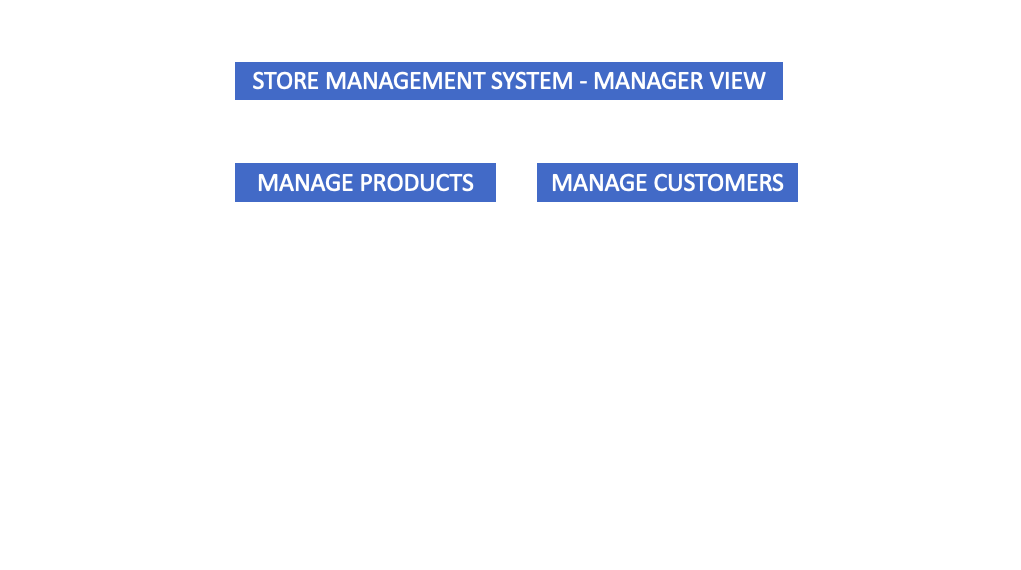 STORE MANAGEMENT SYSTEM - MANAGER VIEW
MANAGE PRODUCTS
MANAGE CUSTOMERS